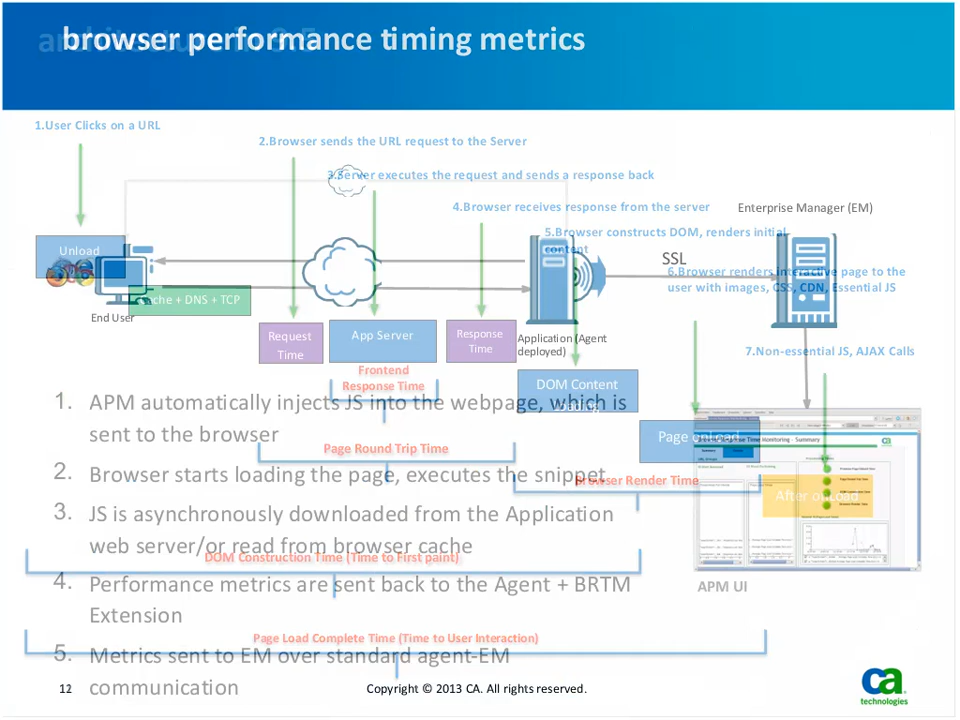 browser performance timing metrics
architecture in 9.5
1.User Clicks on a URL
2.Browser sends the URL request to the Server
3.Server executes the request and sends a response back
4.Browser receives response from the server
Enterprise Manager (EM)
5.Browser constructs DOM, renders initial
content
SSL
6.Browser renders interactive page to the
user with images, CSS, CDN, Essential JS
Unload
Cache + DNS + TCP
End User
Request
Time
App Server
Response
Time
Application (Agent
deployed)
7.Non-essential JS, AJAX Calls
Frontend
Response Time
DOM Content
Loading
1. APM automatically injects JS into the webpage, which is
sent to the browser
Page onLoad
Page Round Trip Time
2. Browser starts loading the page, executes the snippet.
Browser Render Time
After onLoad
3. JS is asynchronously downloaded from the Application
web server/or read from browser cache
DOM Construction Time (Time to First paint)
4. Performance metrics are sent back to the Agent + BRTM
Extension
APM UI
Page Load Complete Time (Time to User Interaction)
5. Metrics sent to EM over standard agent-EM
communication
12
Copyright © 2013 CA. All rights reserved.
ca
technologies